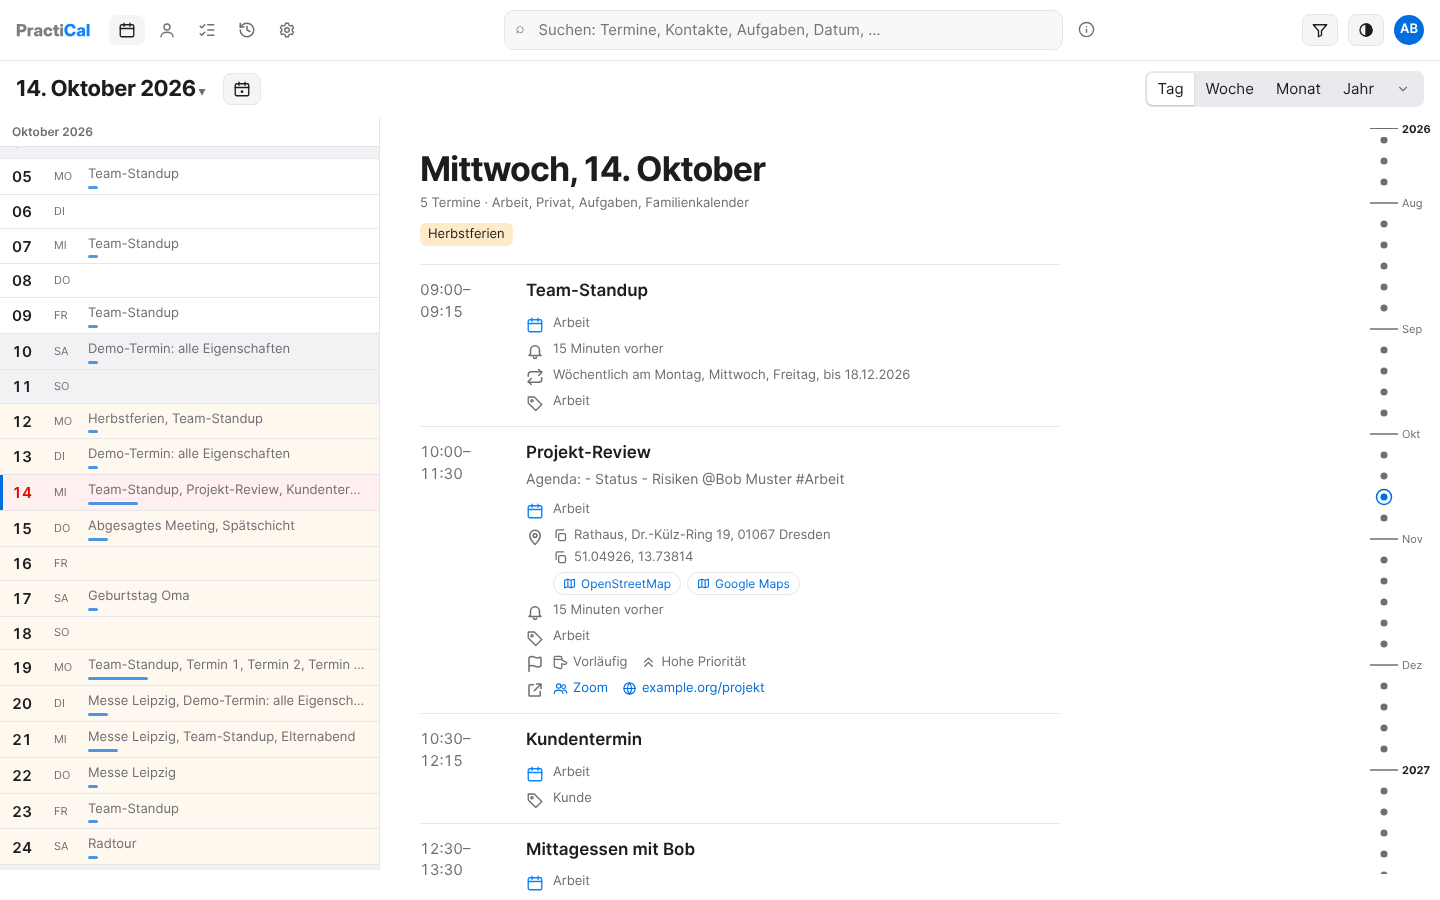 PractiCal
Suchen: Termine, Kontakte, Aufgaben, Datum, ...
AB
14. Oktober 2026
Tag
Woche
Monat
Jahr
Oktober 2026
05 MO Team-Standup
06 DI
07 MI Team-Standup
08 DO
09 FR Team-Standup
10 SA Demo-Termin: alle Eigenschaften
11 SO
12 MO Herbstferien, Team-Standup
13 DI Demo-Termin: alle Eigenschaften
14 MI Team-Standup, Projekt-Review, Kundenter...
15 DO Abgesagtes Meeting, Spätschicht
16 FR
17 SA Geburtstag Oma
18 SO
19 MO Team-Standup, Termin 1, Termin 2, Termin ...
20 DI Messe Leipzig, Demo-Termin: alle Eigensch...
21 MI Messe Leipzig, Team-Standup, Elternabend
22 DO Messe Leipzig
23 FR Team-Standup
24 SA Radtour
Mittwoch, 14. Oktober
5 Termine · Arbeit, Privat, Aufgaben, Familienkalender
Herbstferien
09:00–
09:15
Team-Standup
Arbeit
15 Minuten vorher
Wöchentlich am Montag, Mittwoch, Freitag, bis 18.12.2026
Arbeit
10:00–
11:30
Projekt-Review
Agenda: - Status - Risiken @Bob Muster #Arbeit
Arbeit
Rathaus, Dr.-Külz-Ring 19, 01067 Dresden
51.04926, 13.73814
OpenStreetMap
Google Maps
15 Minuten vorher
Arbeit
Vorläufig
Hohe Priorität
Zoom
example.org/projekt
10:30–
12:15
Kundentermin
Arbeit
Kunde
12:30–
13:30
Mittagessen mit Bob
Arbeit
2026
Aug
Sep
Okt
Nov
Dez
2027